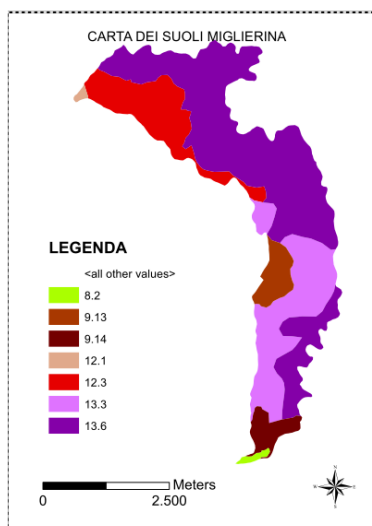 CARTA DEI SUOLI MIGLIERINA
LEGENDA
<all other values>
8.2
9.13
9.14
12.1
12.3
13.3
13.6
Meters
0 2.500